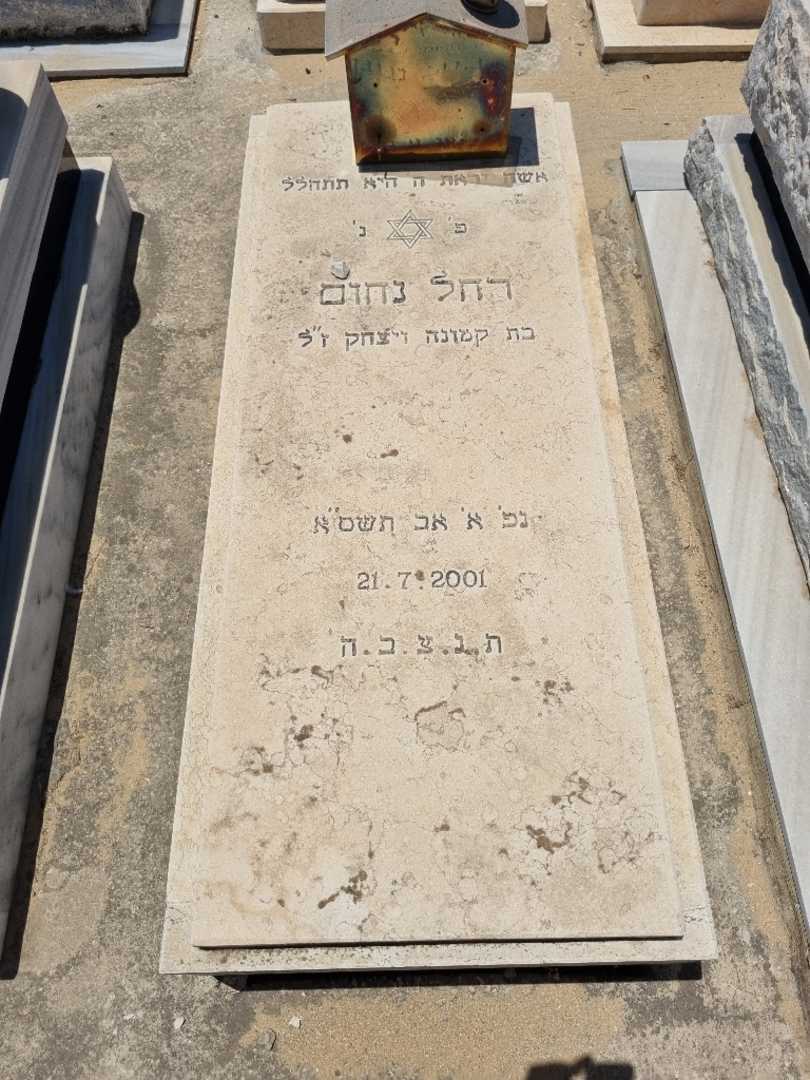 אשה יראת ה היא תתהלל
פ' נ'
רחל נחום
בת קמונה ויצחק ז"ל
נפ' א' אב תשס"א
21.7.2001
ת.נ.צ.ב.ה